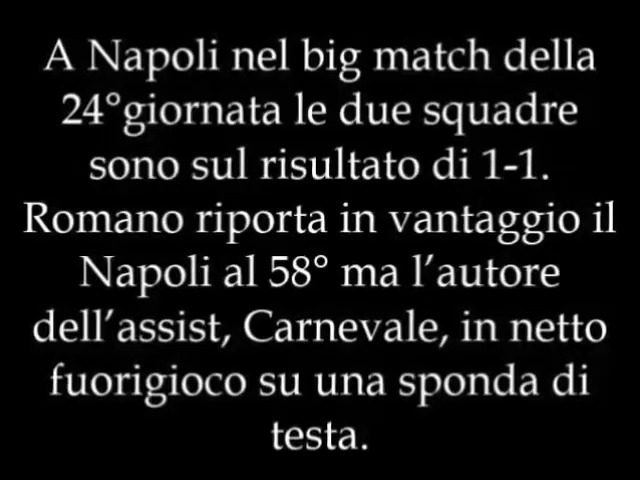 A Napoli nel big match della
24°giornata le due squadre
sono sul risultato di 1-1.
Romano riporta in vantaggio il
Napoli al 58° ma l’autore
dell’assist, Carnevale, in netto
fuorigioco su una sponda di
testa.